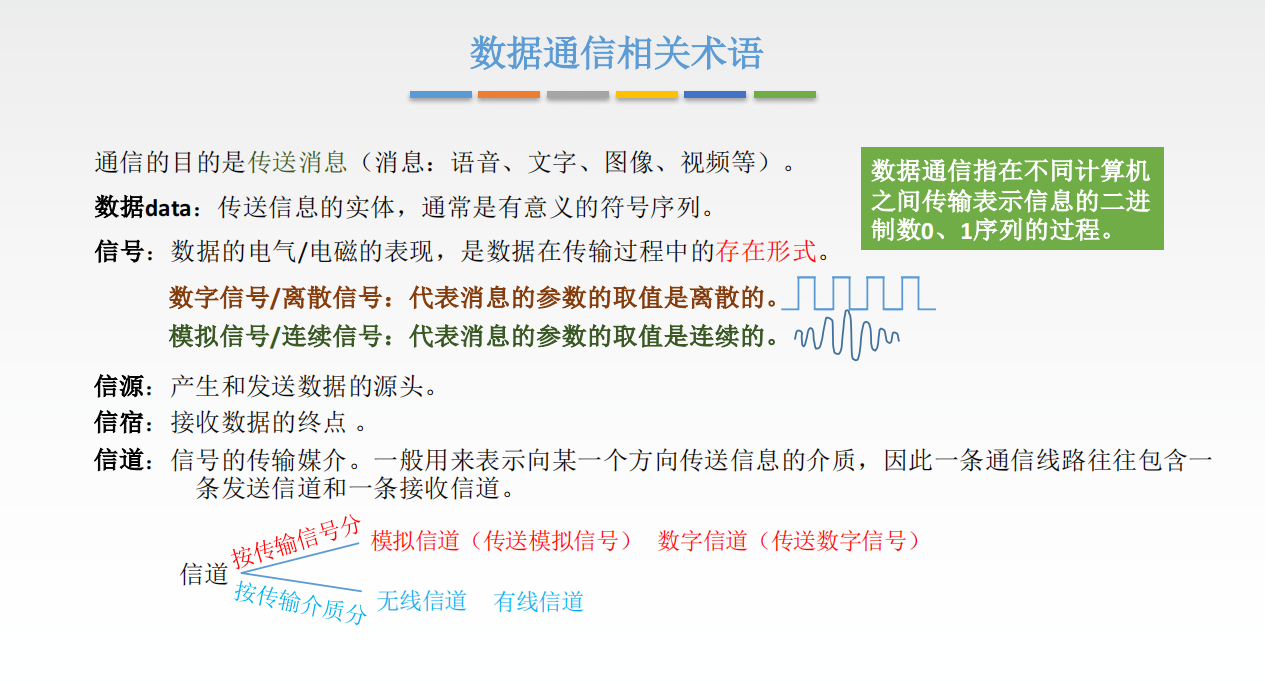 数据通信相关术语
通信的目的是传送消息（消息：语音、文字、图像、视频等）。
数据通信指在不同计算机
之间传输表示信息的二进
制数0、1序列的过程。
数据data：传送信息的实体，通常是有意义的符号序列。
信号：数据的电气/电磁的表现，是数据在传输过程中的存在形式。
数字信号/离散信号：代表消息的参数的取值是离散的。
模拟信号/连续信号：代表消息的参数的取值是连续的。
信源：产生和发送数据的源头。
信宿：接收数据的终点 。
信道：信号的传输媒介。一般用来表示向某一个方向传送信息的介质，因此一条通信线路往往包含一
条发送信道和一条接收信道。
信道
按传输信号分
模拟信道（传送模拟信号） 数字信道（传送数字信号）
按传输介质分
无线信道 有线信道